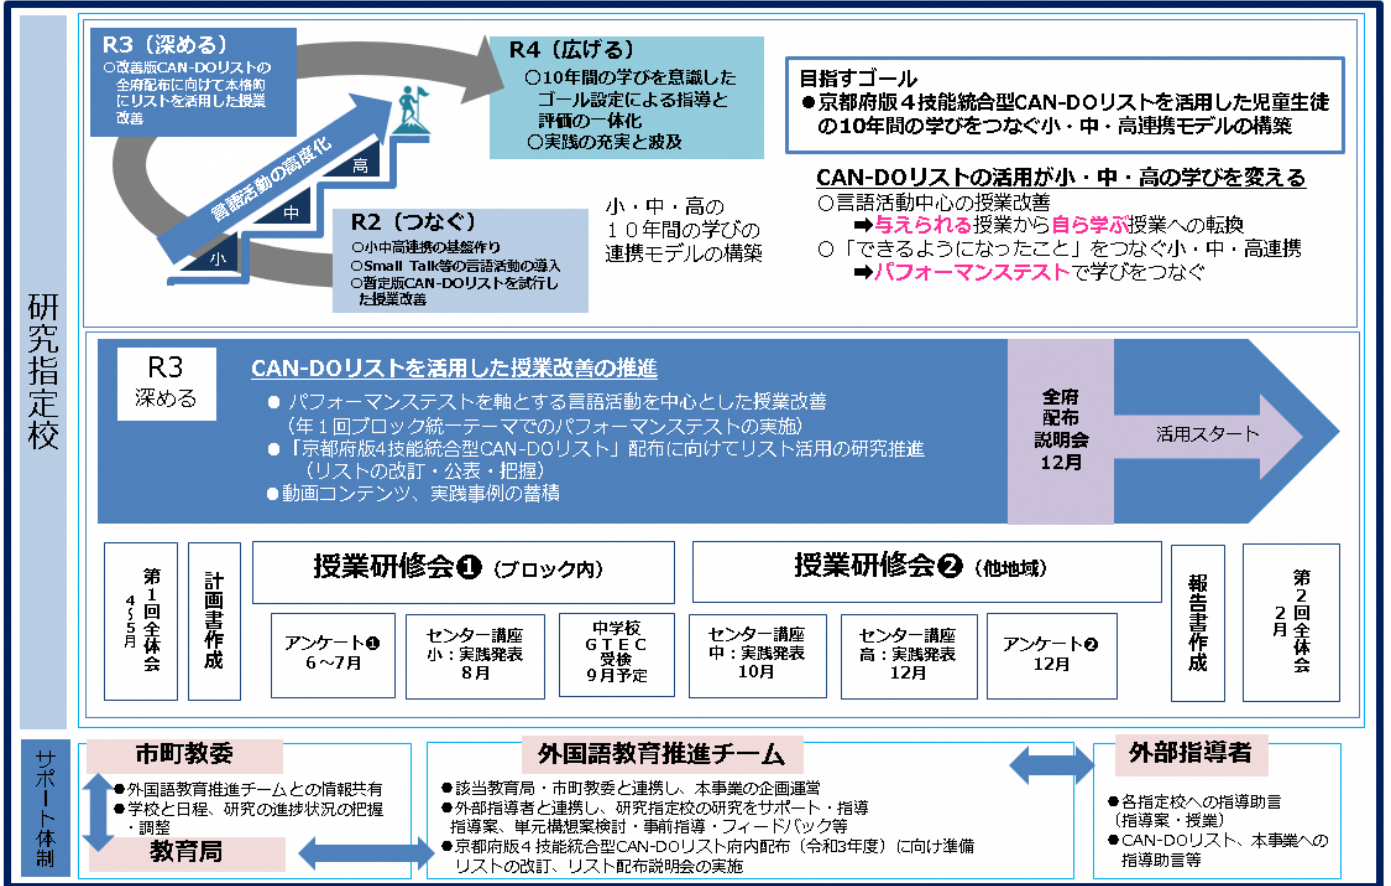 研究指定校
R3（深める）
○改善版CAN-DOリストの
全府配布に向けて本格的
にリストを活用した授業
改善
R4（広げる）
○10年間の学びを意識した
ゴール設定による指導と
評価の一体化
○実践の充実と波及
言語活動の高度化
小
中
高
R2（つなぐ）
○小中高連携の基盤作り
○Small Talk等の言語活動の導入
○暫定版CAN-DOリストを試行し
た授業改善
小・中・高の
１０年間の学びの
連携モデルの構築
目指すゴール
●京都府版４技能統合型CAN-DOリストを活用した児童生徒
の10年間の学びをつなぐ小・中・高連携モデルの構築
CAN-DOリストの活用が小・中・高の学びを変える
○言語活動中心の授業改善
➡与えられる授業から自ら学ぶ授業への転換
○「できるようになったこと」をつなぐ小・中・高連携
➡パフォーマンステストで学びをつなぐ
R3
深める
CAN-DOリストを活用した授業改善の推進
● パフォーマンステストを軸とする言語活動を中心とした授業改善
（年１回ブロック統一テーマでのパフォーマンステストの実施）
●「京都府版4技能統合型CAN-DOリスト」配布に向けてリスト活用の研究推進
（リストの改訂・公表・把握）
●動画コンテンツ、実践事例の蓄積
全府
配布
説明会
12月
活用スタート
第1回全体会
4～5月
計画書作成
授業研修会❶（ブロック内）
アンケート❶
6～7月
センター講座
小：実践発表
8月
中学校
ＧＴＥＣ
受検
9月予定
授業研修会❷（他地域）
センター講座
中：実践発表
10月
センター講座
高：実践発表
12月
アンケート❷
12月
報告書作成
第2回全体会
2月
サポート体制
市町教委
●外国語教育推進チームとの情報共有
●学校と日程、研究の進捗状況の把握
・調整
教育局
外国語教育推進チーム
●該当教育局・市町教委と連携し、本事業の企画運営
●外部指導者と連携し、研究指定校の研究をサポート・指導
指導案、単元構想案検討・事前指導・フィードバック等
●京都府版４技能統合型CAN-DOリスト府内配布（令和3年度）に向け準備
リストの改訂、リスト配布説明会の実施
外部指導者
●各指定校への指導助言
（指導案・授業）
●CAN-DOリスト、本事業への
指導助言等